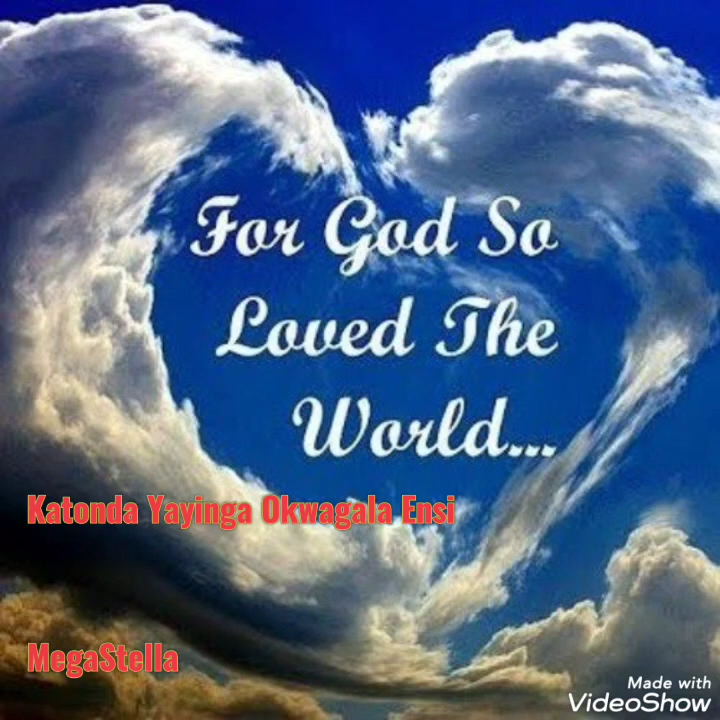 For God So
Loved The
World...
Katonda Yayinga Okwagala Ensi
MegaStella
Made with
VideoShow